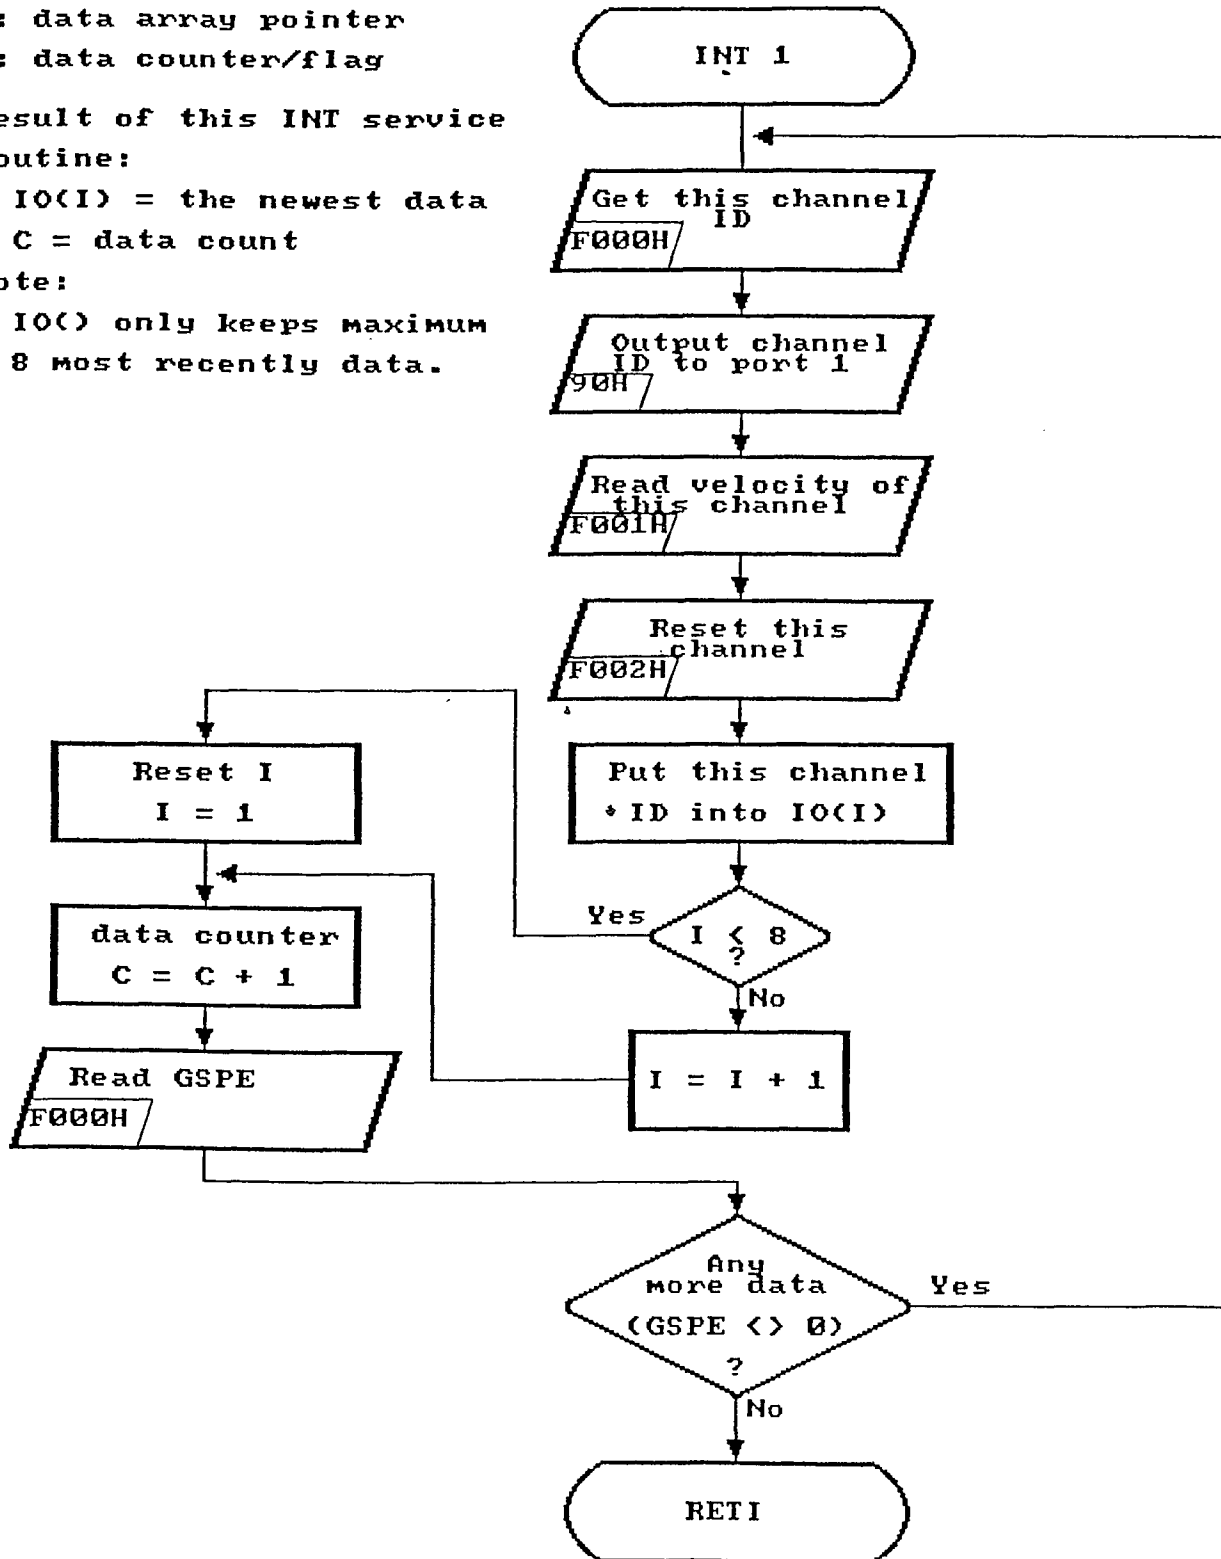 : data array pointer
: data counter/flag
esult of this INT service
outine:
IO(I) = the newest data
C = data count
ote:
IO() only keeps maximum
8 most recently data.
INT 1
Get this channel
ID
F000H
Output channel
ID to port 1
90H
Read velocity of
this channel
F001H
Reset this
channel
F002H
Put this channel
ID into IO(I)
I < 8
?
Yes
No
Reset I
I = 1
data counter
C = C + 1
I = I + 1
Read GSPE
F000H
Any
more data
(GSPE <> 0)
?
Yes
No
RETI